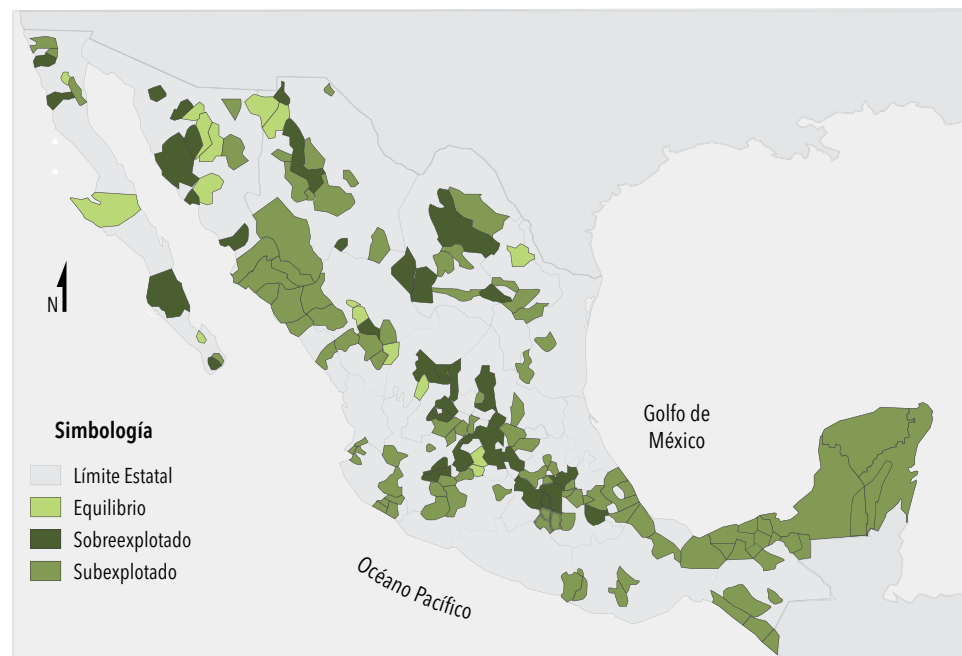 N
Golfo de
México
Simbología
Límite Estatal
Equilibrio
Sobreexplotado
Subexplotado
Océano Pacífico